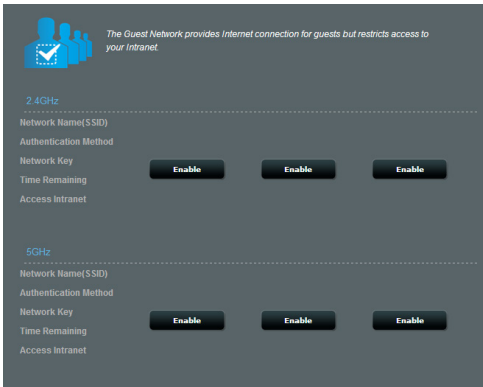 The Guest Network provides Internet connection for guests but restricts access to
your Intranet.
2.4GHz
Network Name(SSID)
Authentication Method
Network Key
Enable Enable Enable
Time Remaining
Access Intranet
5GHz
Network Name(SSID)
Authentication Method
Network Key
Enable Enable Enable
Time Remaining
Access Intranet